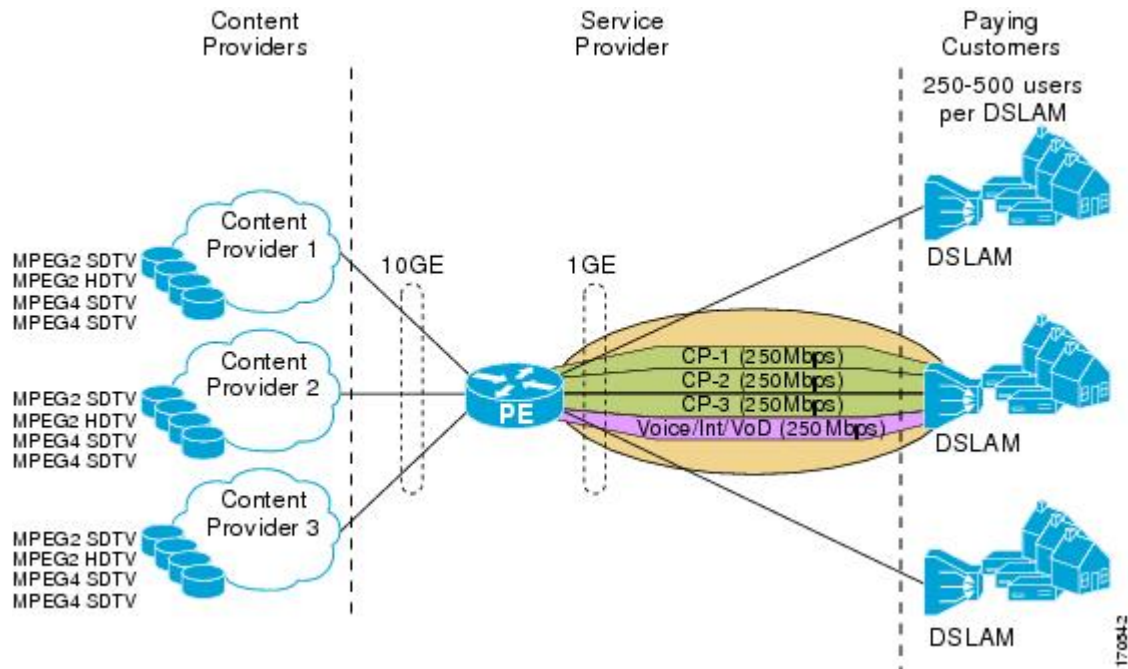 Content
Providers
Service
Provider
Paying
Customers
250-500 users
per DSLAM
Content
Provider 1
MPEG2 SDTV
MPEG2 HDTV
MPEG4 SDTV
MPEG4 SDTV
10GE
1GE
DSLAM
Content
Provider 2
MPEG2 SDTV
MPEG2 HDTV
MPEG4 SDTV
MPEG4 SDTV
PE
CP-1 (250Mbps)
CP-2 (250Mbps)
CP-3 (250Mbps)
Voice/Int/VoD (250Mbps)
DSLAM
Content
Provider 3
MPEG2 SDTV
MPEG2 HDTV
MPEG4 SDTV
MPEG4 SDTV
DSLAM